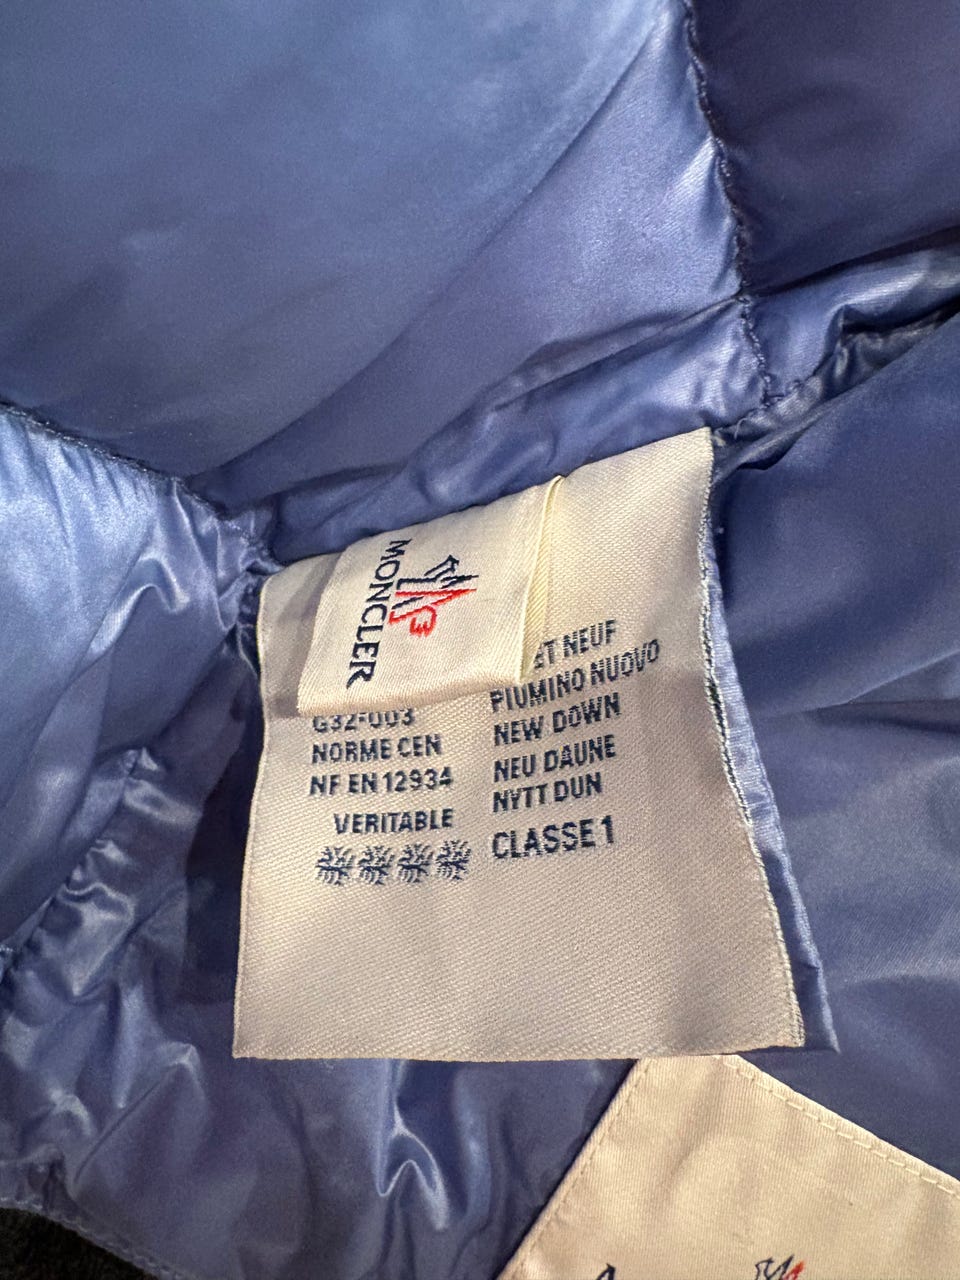 MONCLER
G32-003
NORME CEN
NF EN 12934
VERITABLE
ET NEUF
PIUMINO NUOVO
NEW DOWN
NEU DAUNE
NYTT DUN
CLASSE 1